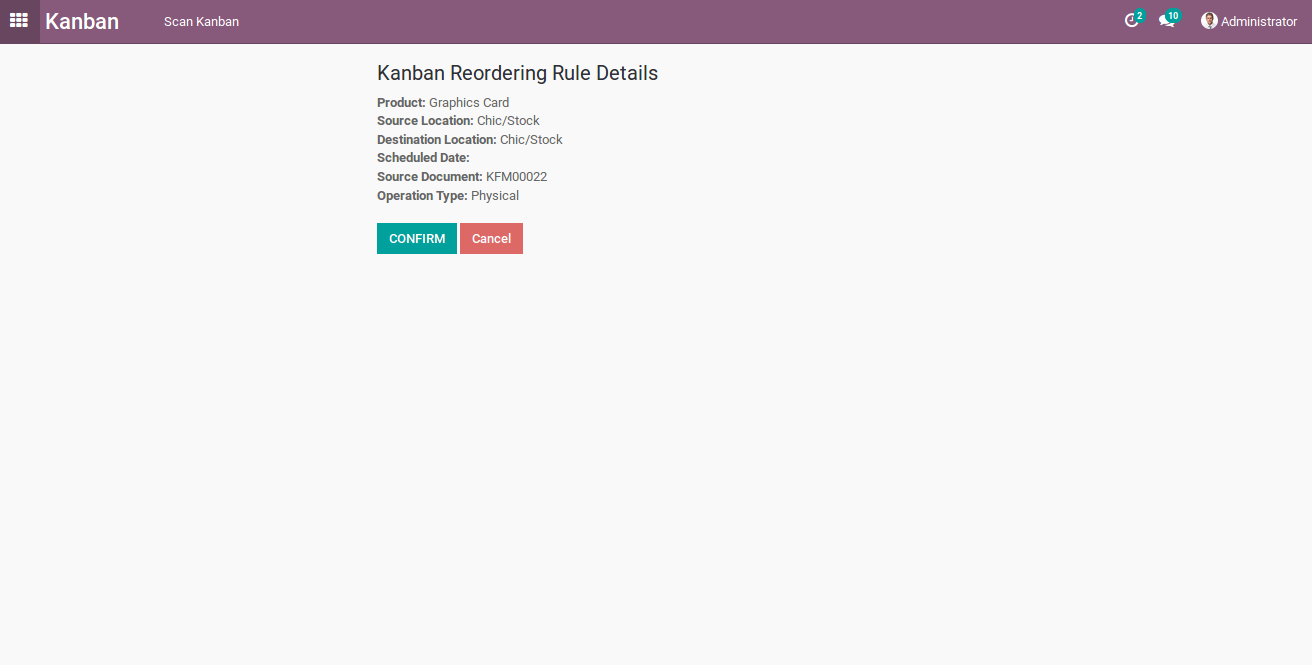 Kanban Scan Kanban 2 10 Administrator
Kanban Reordering Rule Details
Product: Graphics Card
Source Location: Chic/Stock
Destination Location: Chic/Stock
Scheduled Date:
Source Document: KFM00022
Operation Type: Physical
CONFIRM Cancel